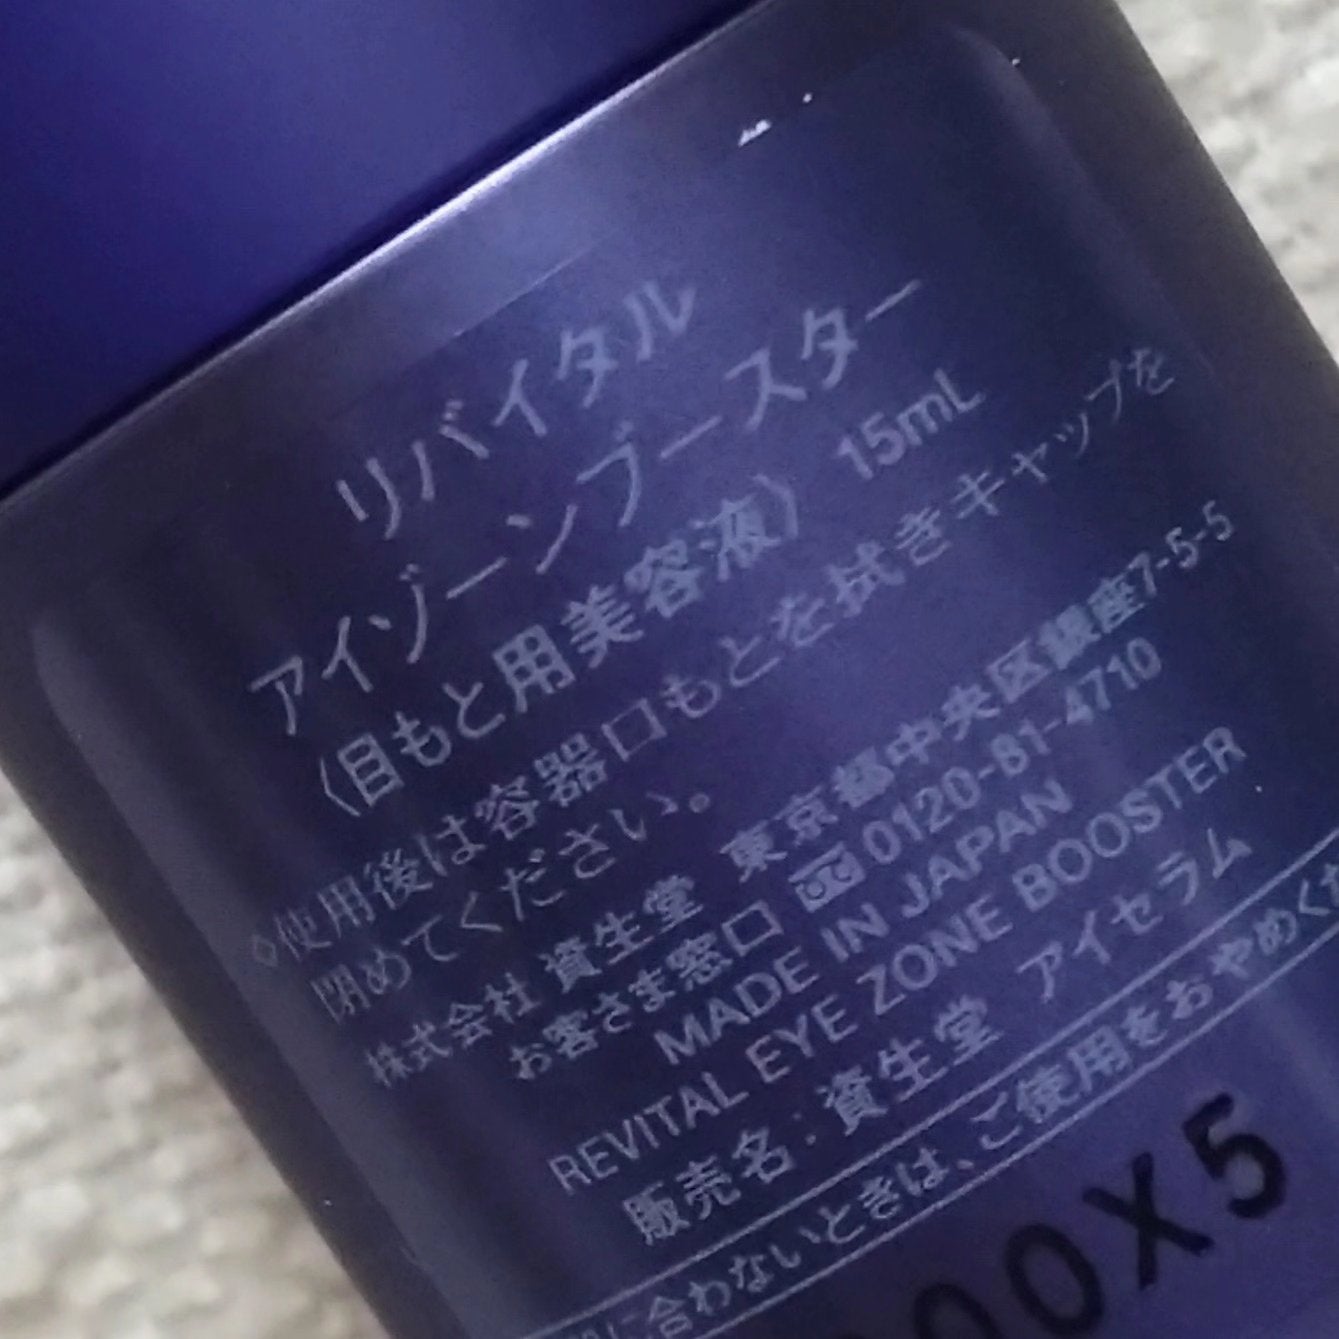 リバイタル
アイゾーンブースター
〈目もと用美容液〉 15mL
◇使用後は容器口もとを拭きキャップを
閉めてください。
株式会社 資生堂 東京都中央区銀座7-5-5
お客さま窓口 0120-81-4710
MADE IN JAPAN
REVITAL EYE ZONE BOOSTER
販売名：資生堂 アイセラム
に合わないときは、ご使用をおやめくだ
00X5